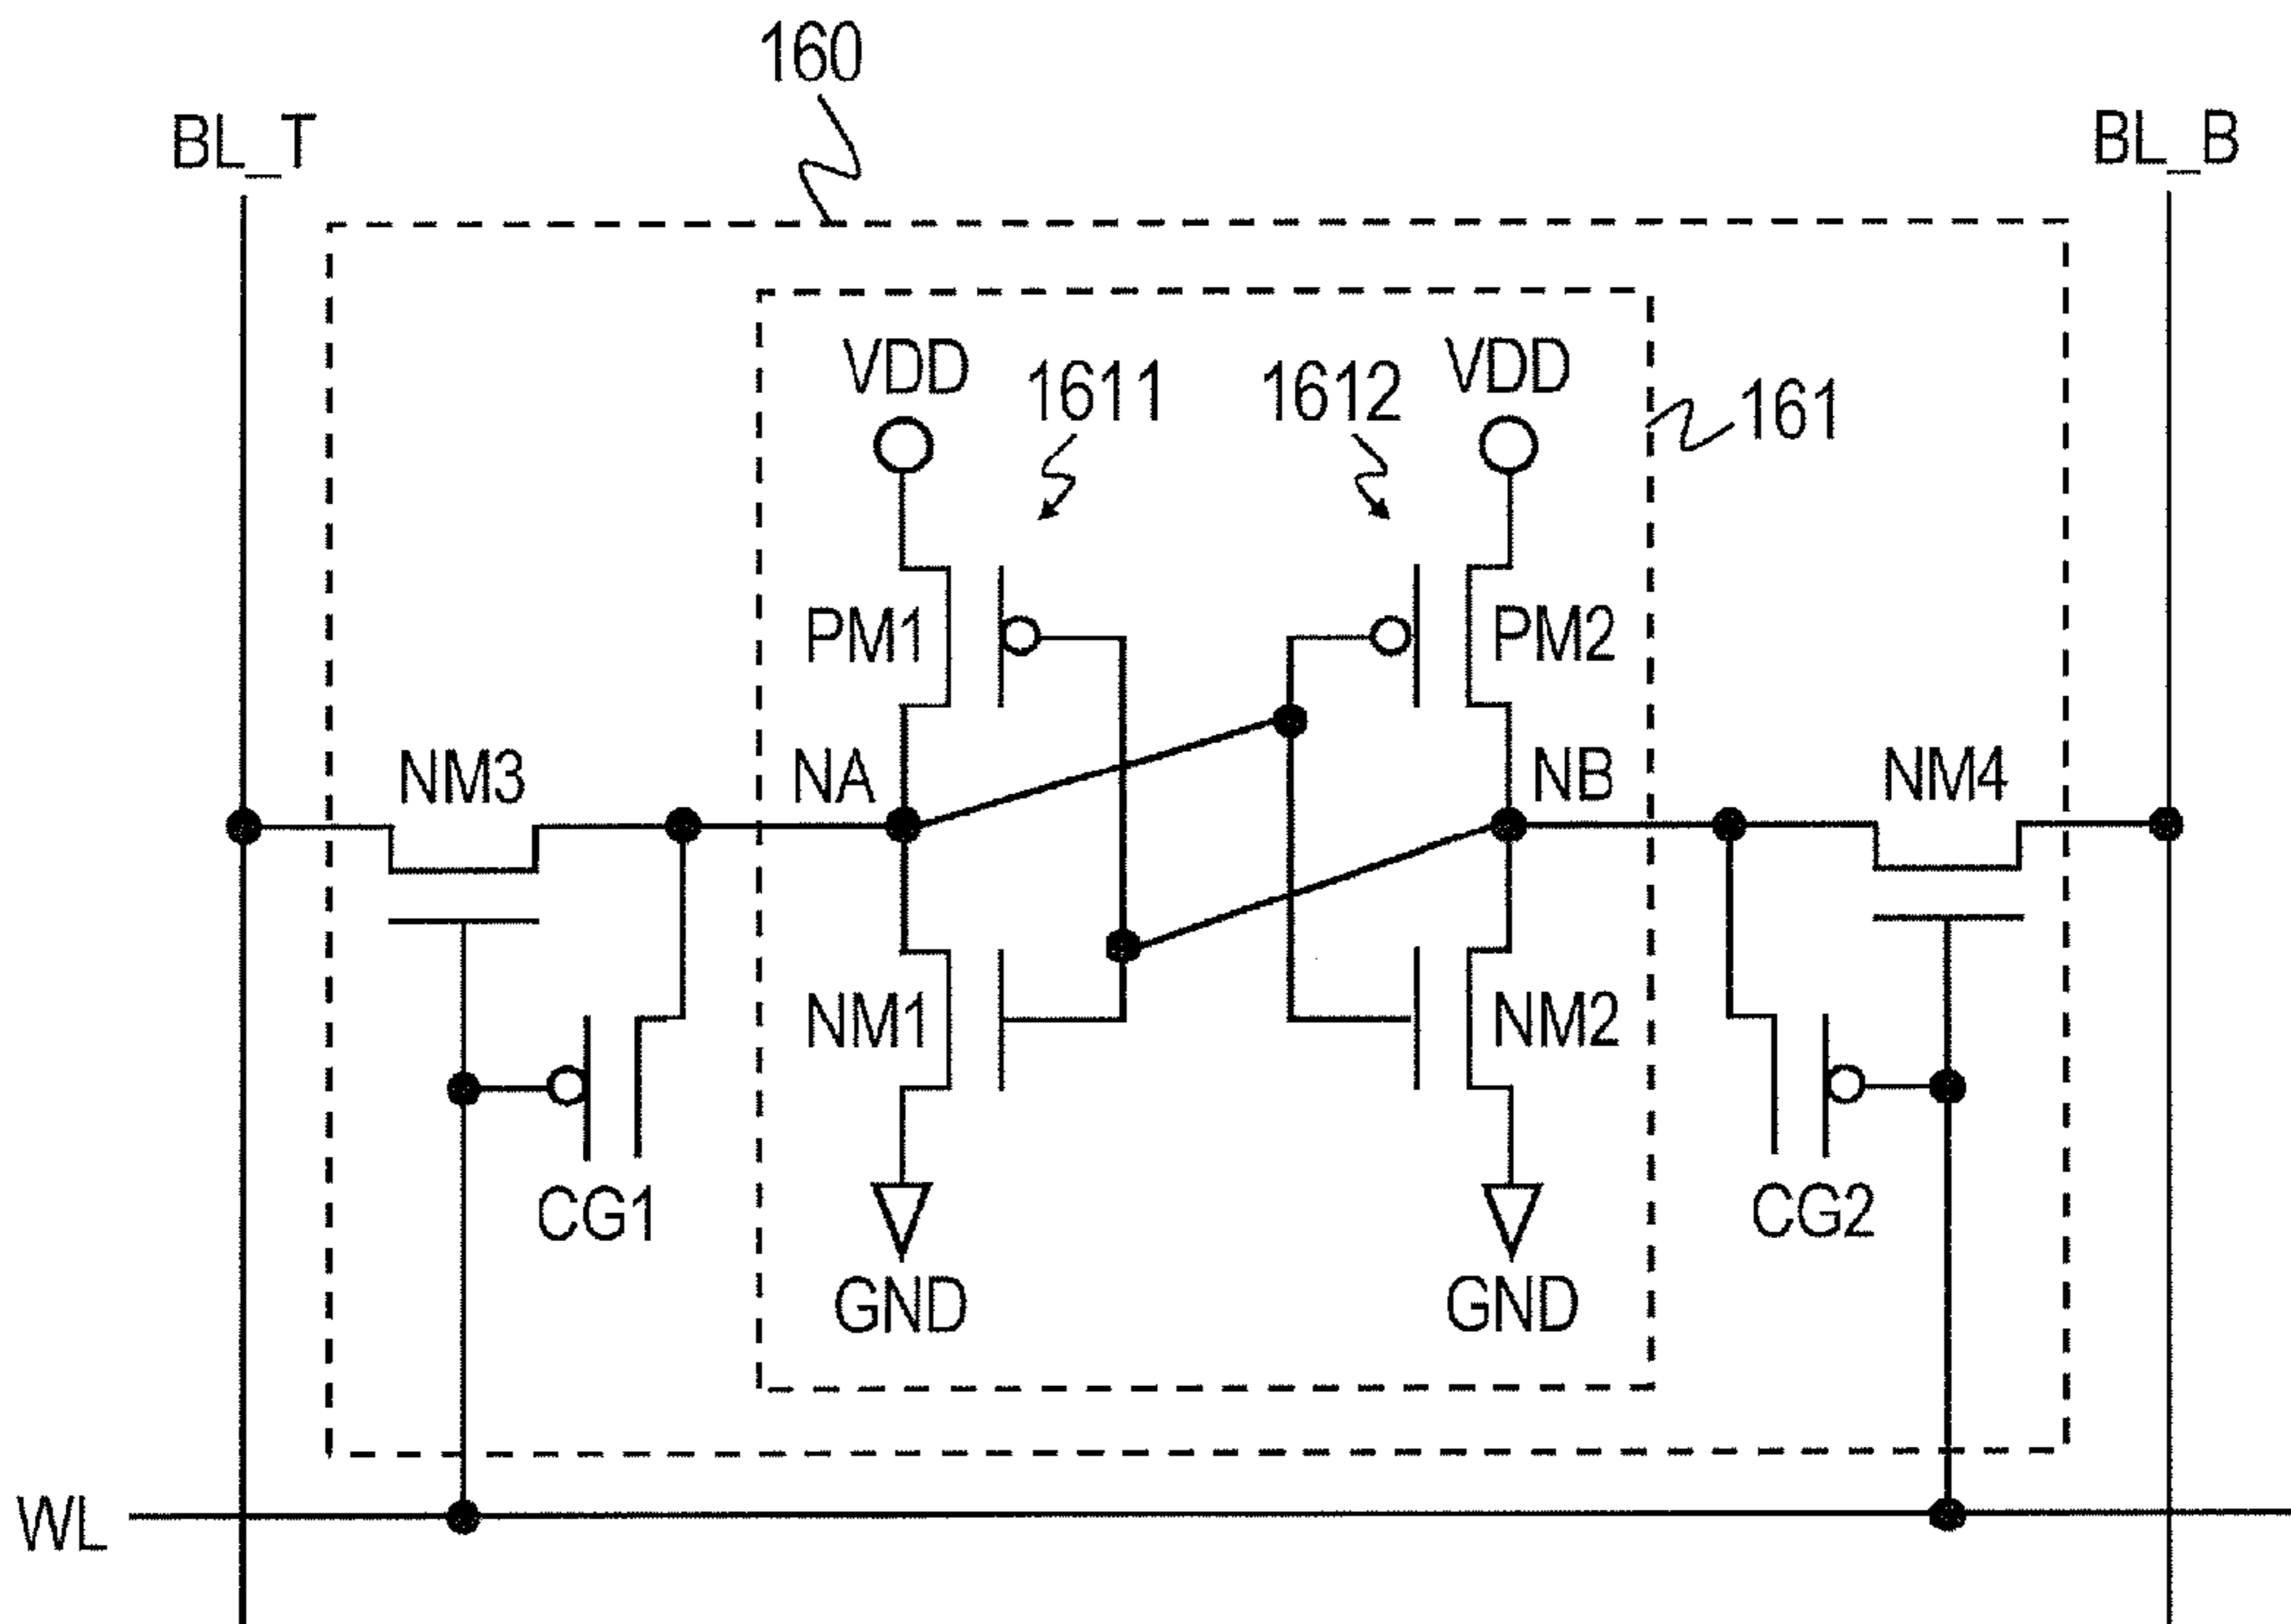 160
BL_T
BL_B
VDD
1611
1612
VDD
161
PM1
PM2
NM3
NA
NB
NM4
NM1
NM2
CG1
CG2
GND
GND
WL